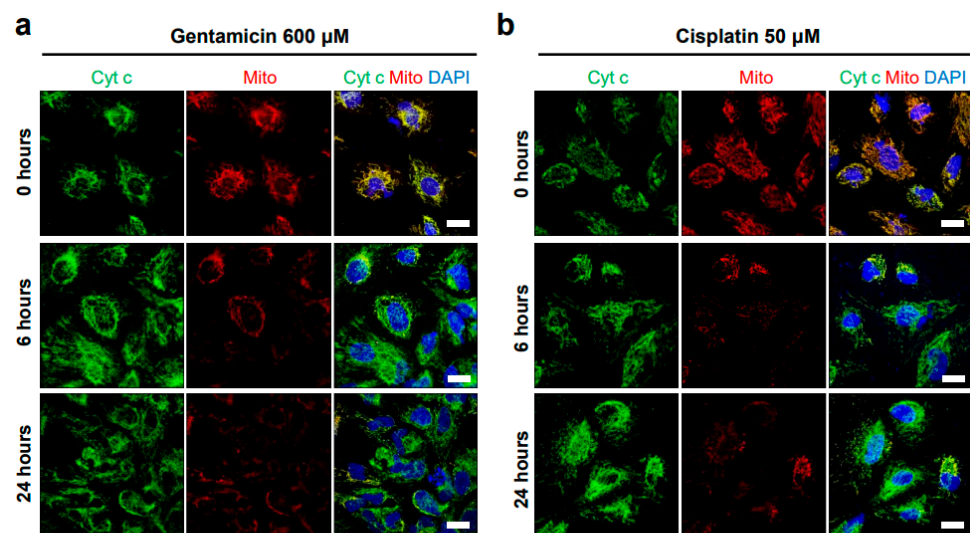 a
Gentamicin 600 µM
Cyt c Mito Cyt c Mito DAPI
0 hours
6 hours
24 hours
b
Cisplatin 50 µM
Cyt c Mito Cyt c Mito DAPI
0 hours
6 hours
24 hours